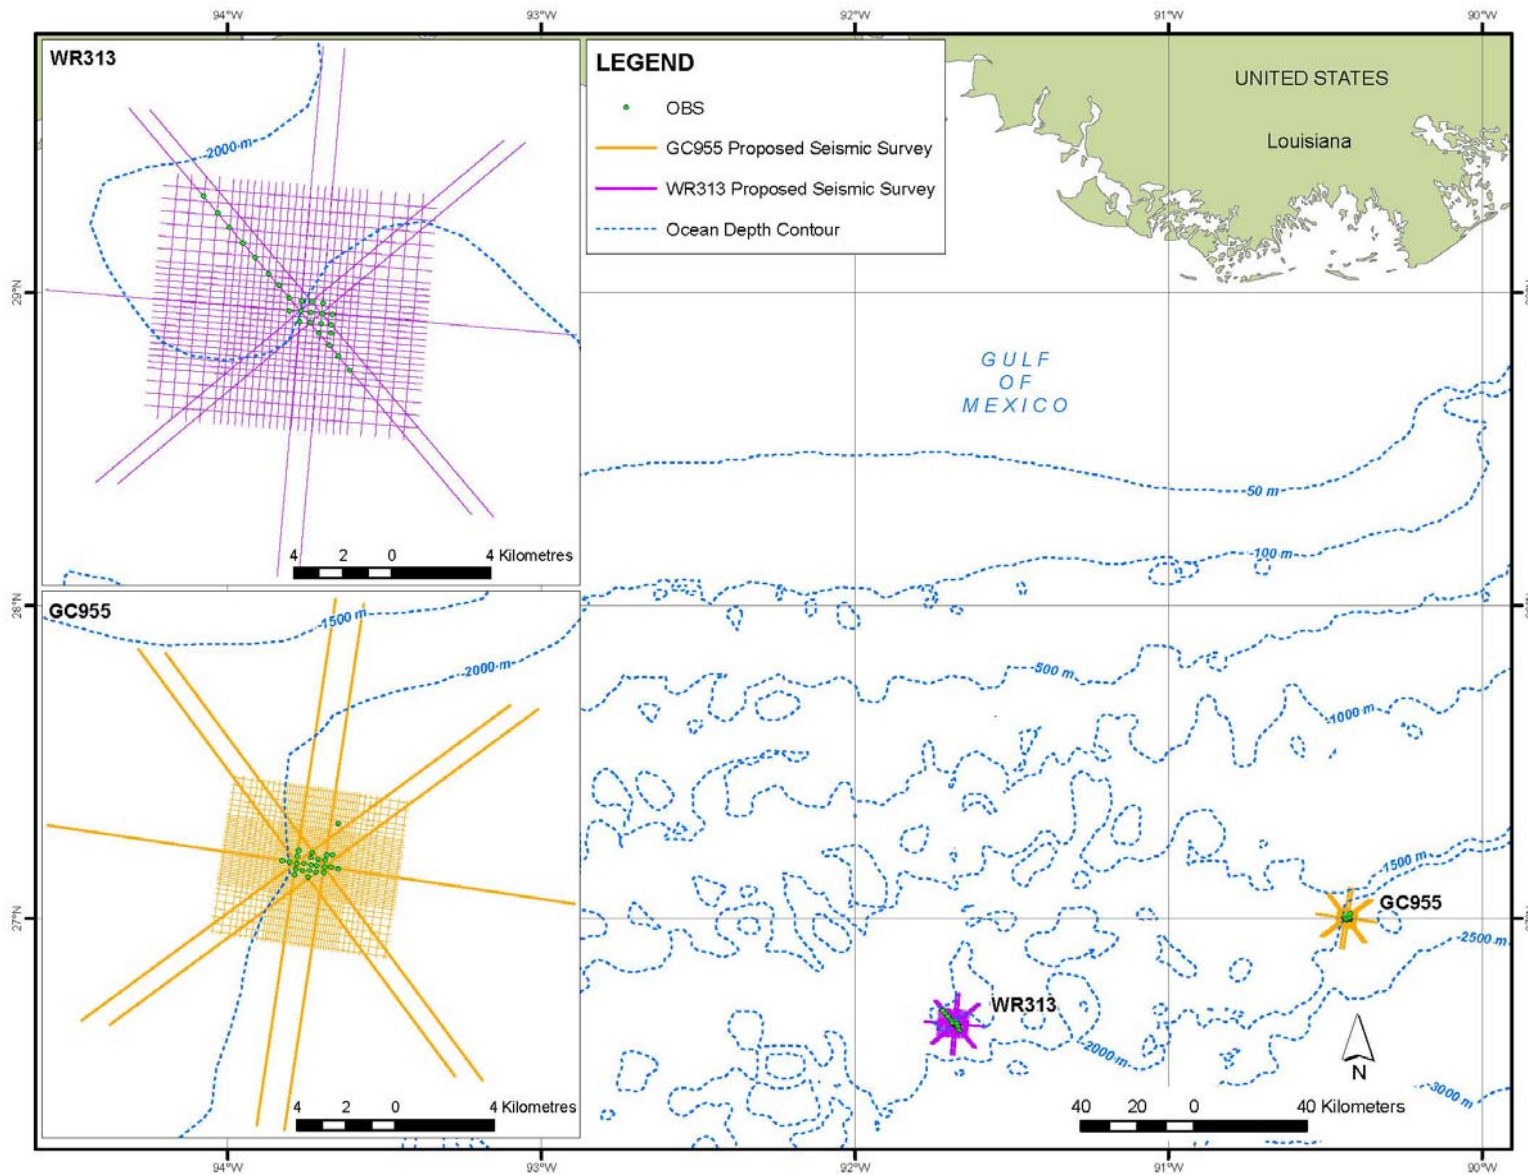 94°W 93°W 92°W 91°W 90°W
WR313
-2000 m
4 2 0 4 Kilometres
LEGEND
OBS
GC955 Proposed Seismic Survey
WR313 Proposed Seismic Survey
Ocean Depth Contour
UNITED STATES
Louisiana
29°N
GULF
OF
MEXICO
-50 m
-100 m
28°N
GC955
-1500 m
-2000 m
4 2 0 4 Kilometres
-500 m
-1000 m
-1500 m
GC955
27°N
-2500 m
WR313
-2000 m
N
-3000 m
40 20 0 40 Kilometers
94°W 93°W 92°W 91°W 90°W